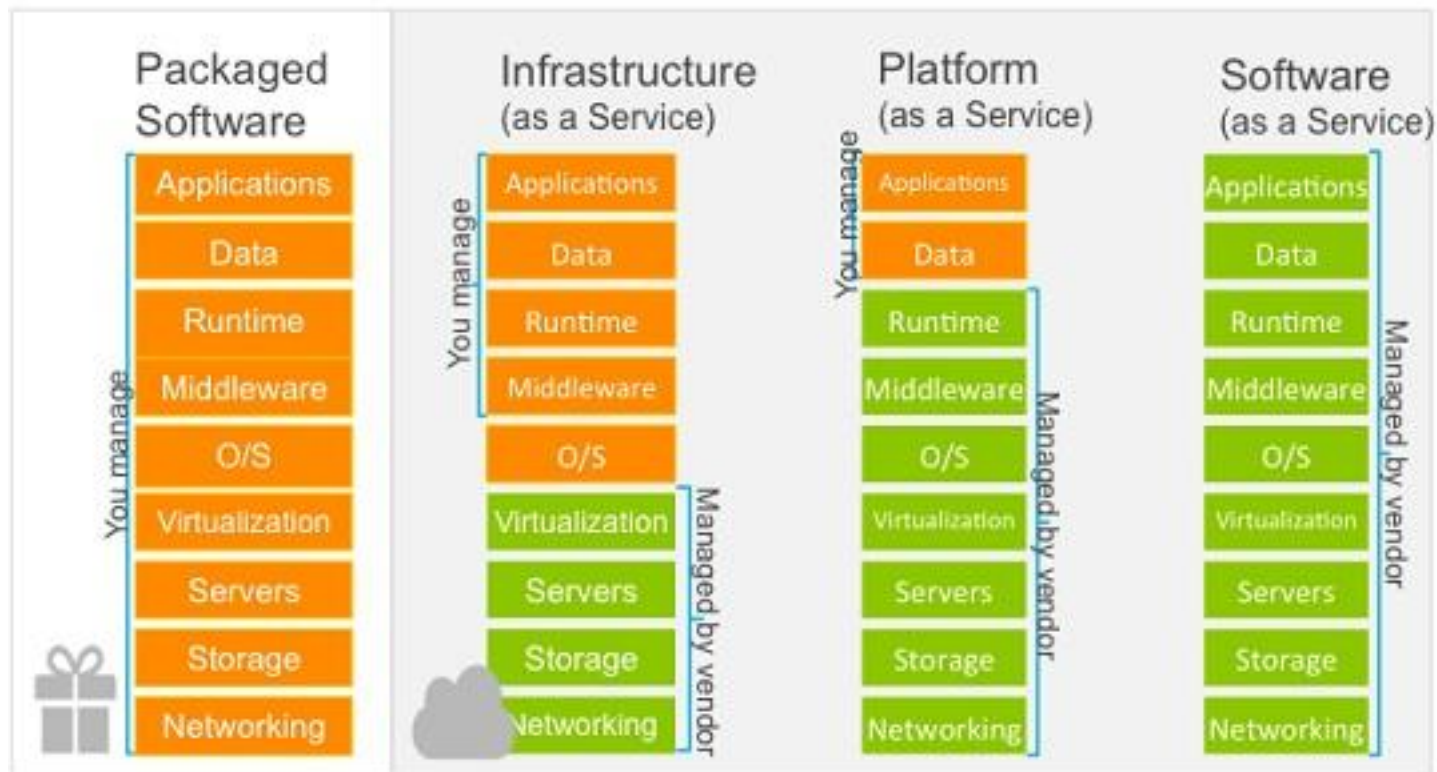 Packaged
Software
You manage
Applications
Data
Runtime
Middleware
O/S
Virtualization
Servers
Storage
Networking
Infrastructure
(as a Service)
You manage
Applications
Data
Runtime
Middleware
O/S
Virtualization
Servers
Storage
Networking
Managed by vendor
Platform
(as a Service)
You manage
Applications
Data
Runtime
Middleware
O/S
Virtualization
Servers
Storage
Networking
Managed by vendor
Software
(as a Service)
Applications
Data
Runtime
Middleware
O/S
Virtualization
Servers
Storage
Networking
Managed by vendor